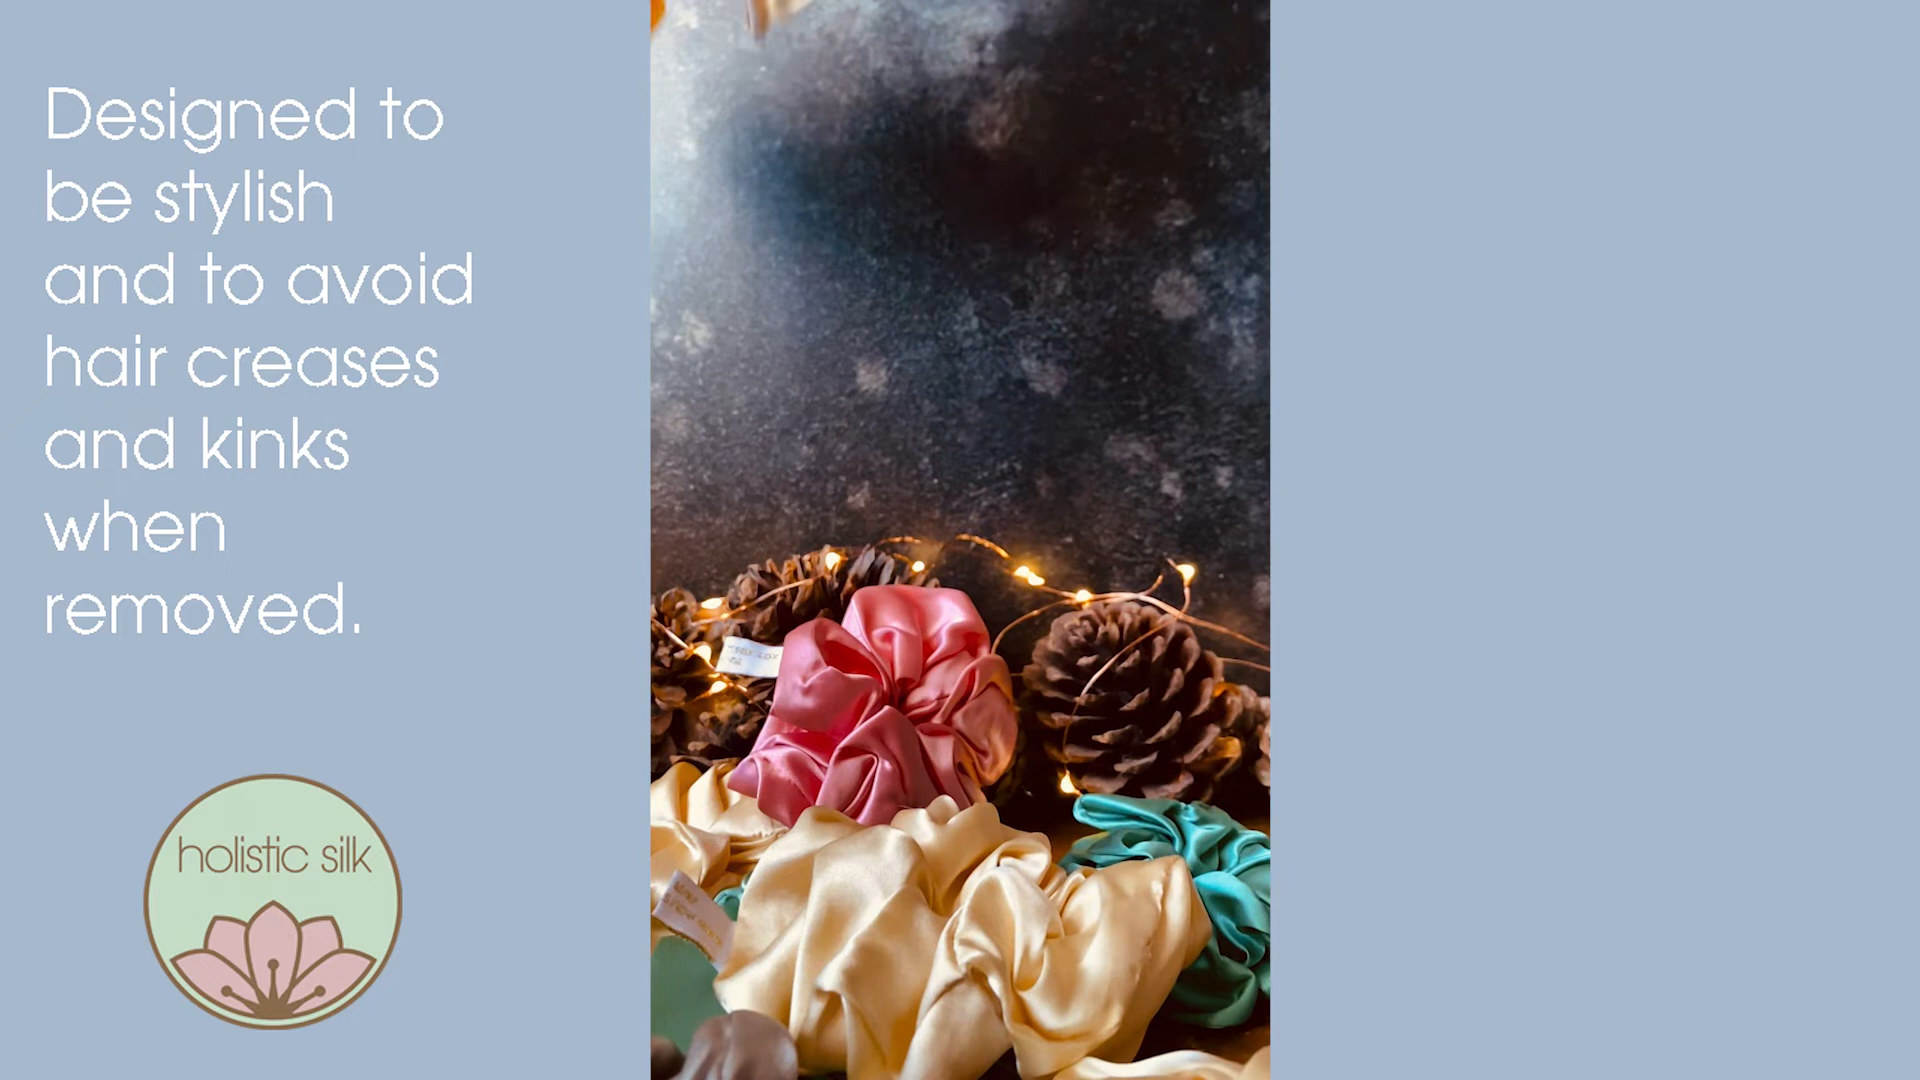 Designed to
be stylish
and to avoid
hair creases
and kinks
when
removed.
holistic silk